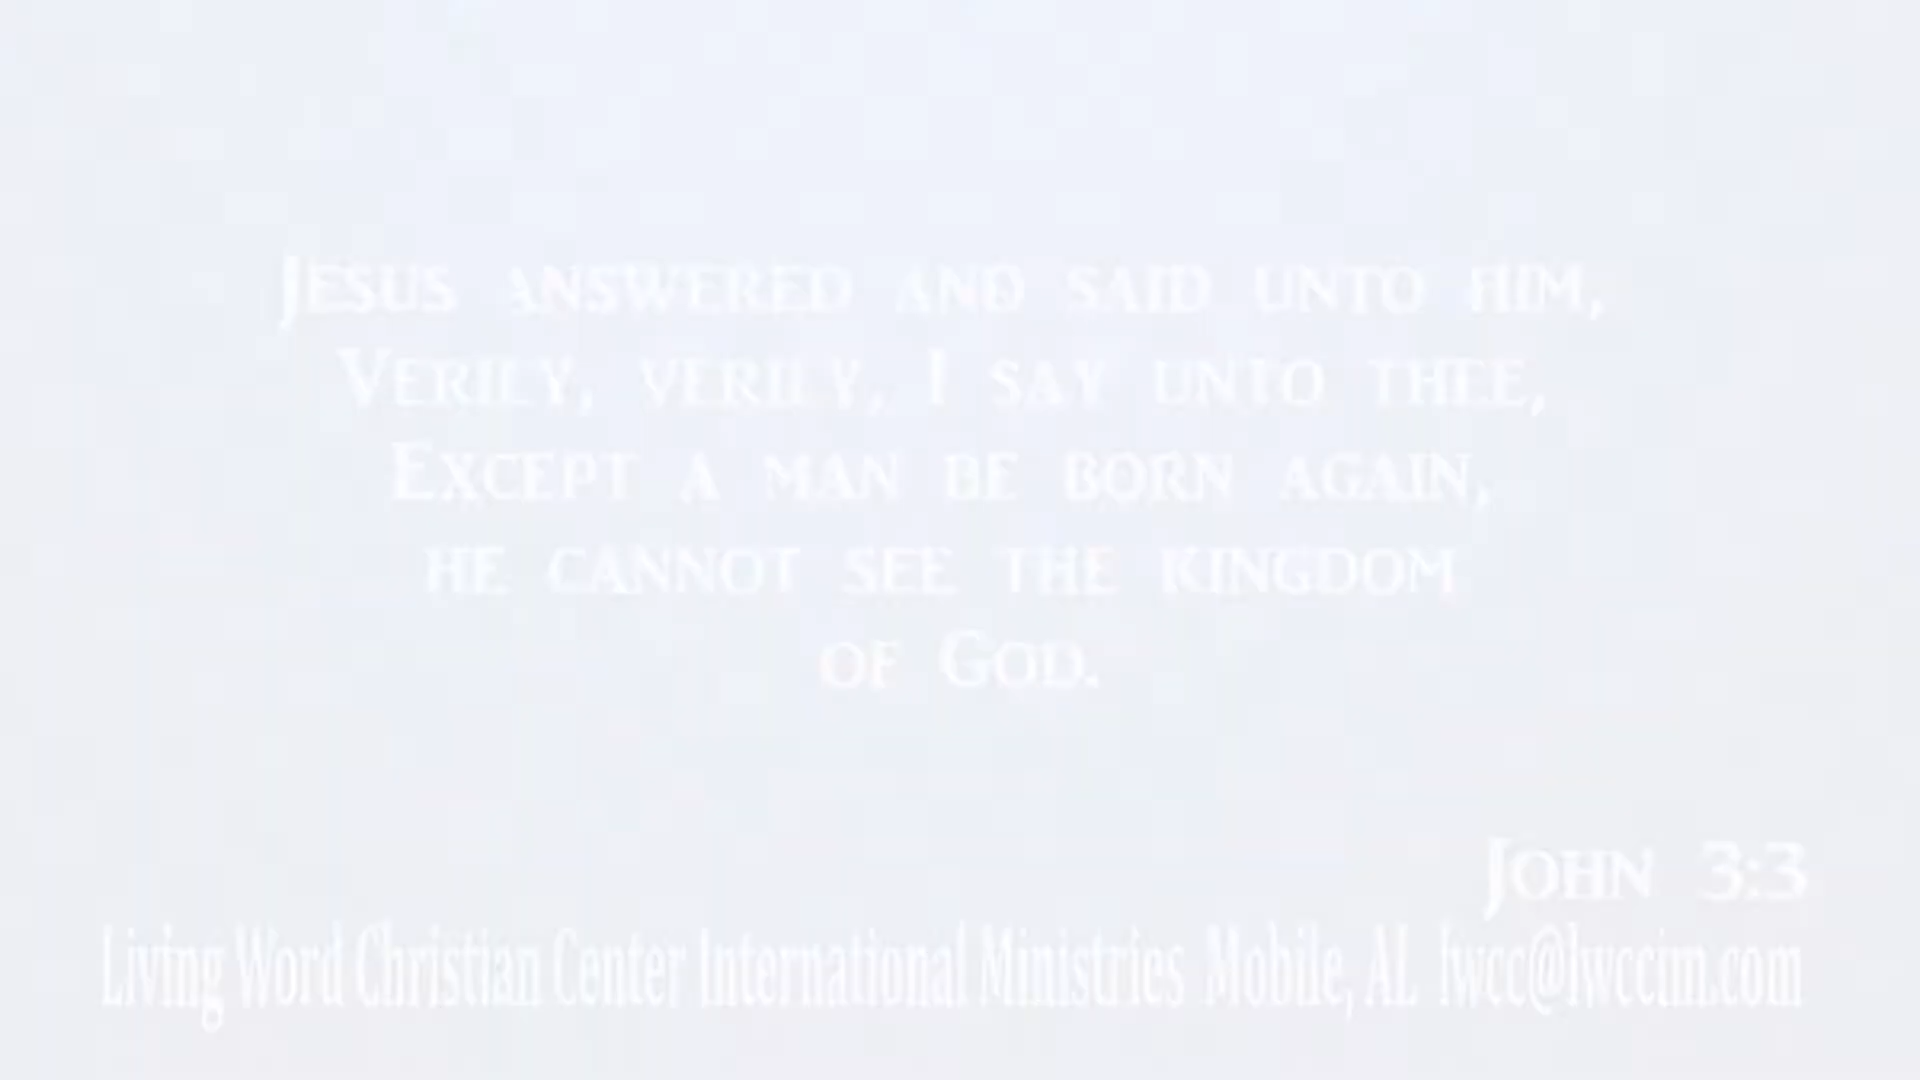 Jesus answered and said unto him,
Verily, verily, I say unto thee,
Except a man be born again,
he cannot see the kingdom
of God.
John 3:3
Living Word Christian Center International Ministries Mobile, AL lwcc@lwccim.com